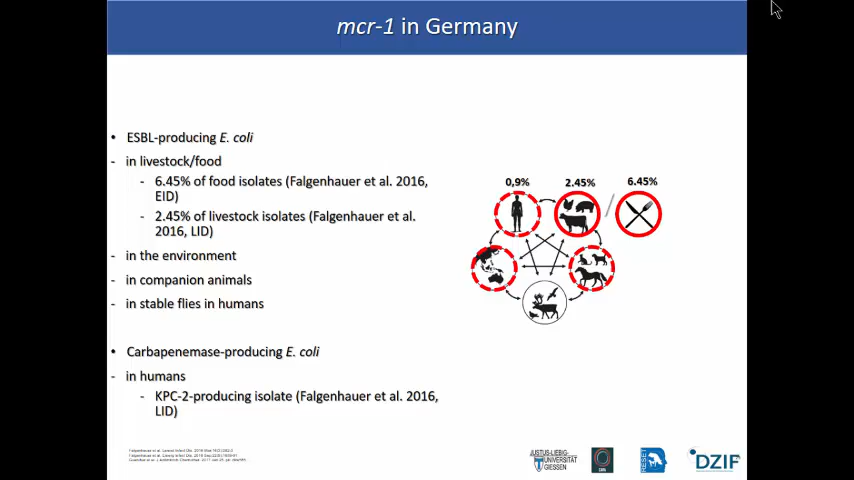 mcr-1 in Germany
• ESBL-producing E. coli
- in livestock/food
- 6.45% of food isolates (Falgenhauer et al. 2016,
EID)
- 2.45% of livestock isolates (Falgenhauer et al.
2016, LID)
- in the environment
- in companion animals
- in stable flies in humans
• Carbapenemase-producing E. coli
- in humans
- KPC-2-producing isolate (Falgenhauer et al. 2016,
LID)
0,9%
2.45%
6.45%
JUSTUS-LIEBIG-
UNIVERSITÄT
GIESSEN
RESET
DZIF